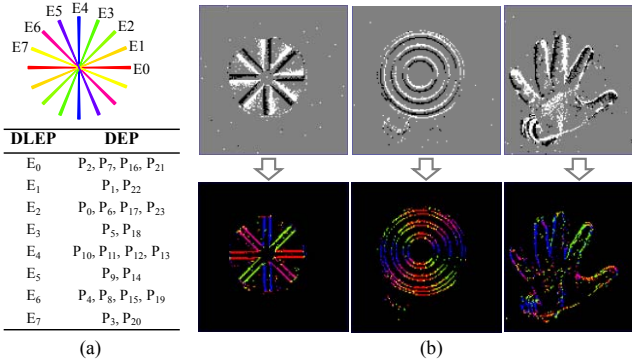 E4
E5 E3
E6 E2
E7 E1
E0
DLEP DEP
E₀ P₂, P₇, P₁₆, P₂₁
E₁ P₁, P₂₂
E₂ P₀, P₆, P₁₇, P₂₃
E₃ P₅, P₁₈
E₄ P₁₀, P₁₁, P₁₂, P₁₃
E₅ P₉, P₁₄
E₆ P₄, P₈, P₁₅, P₁₉
E₇ P₃, P₂₀
(a) (b)